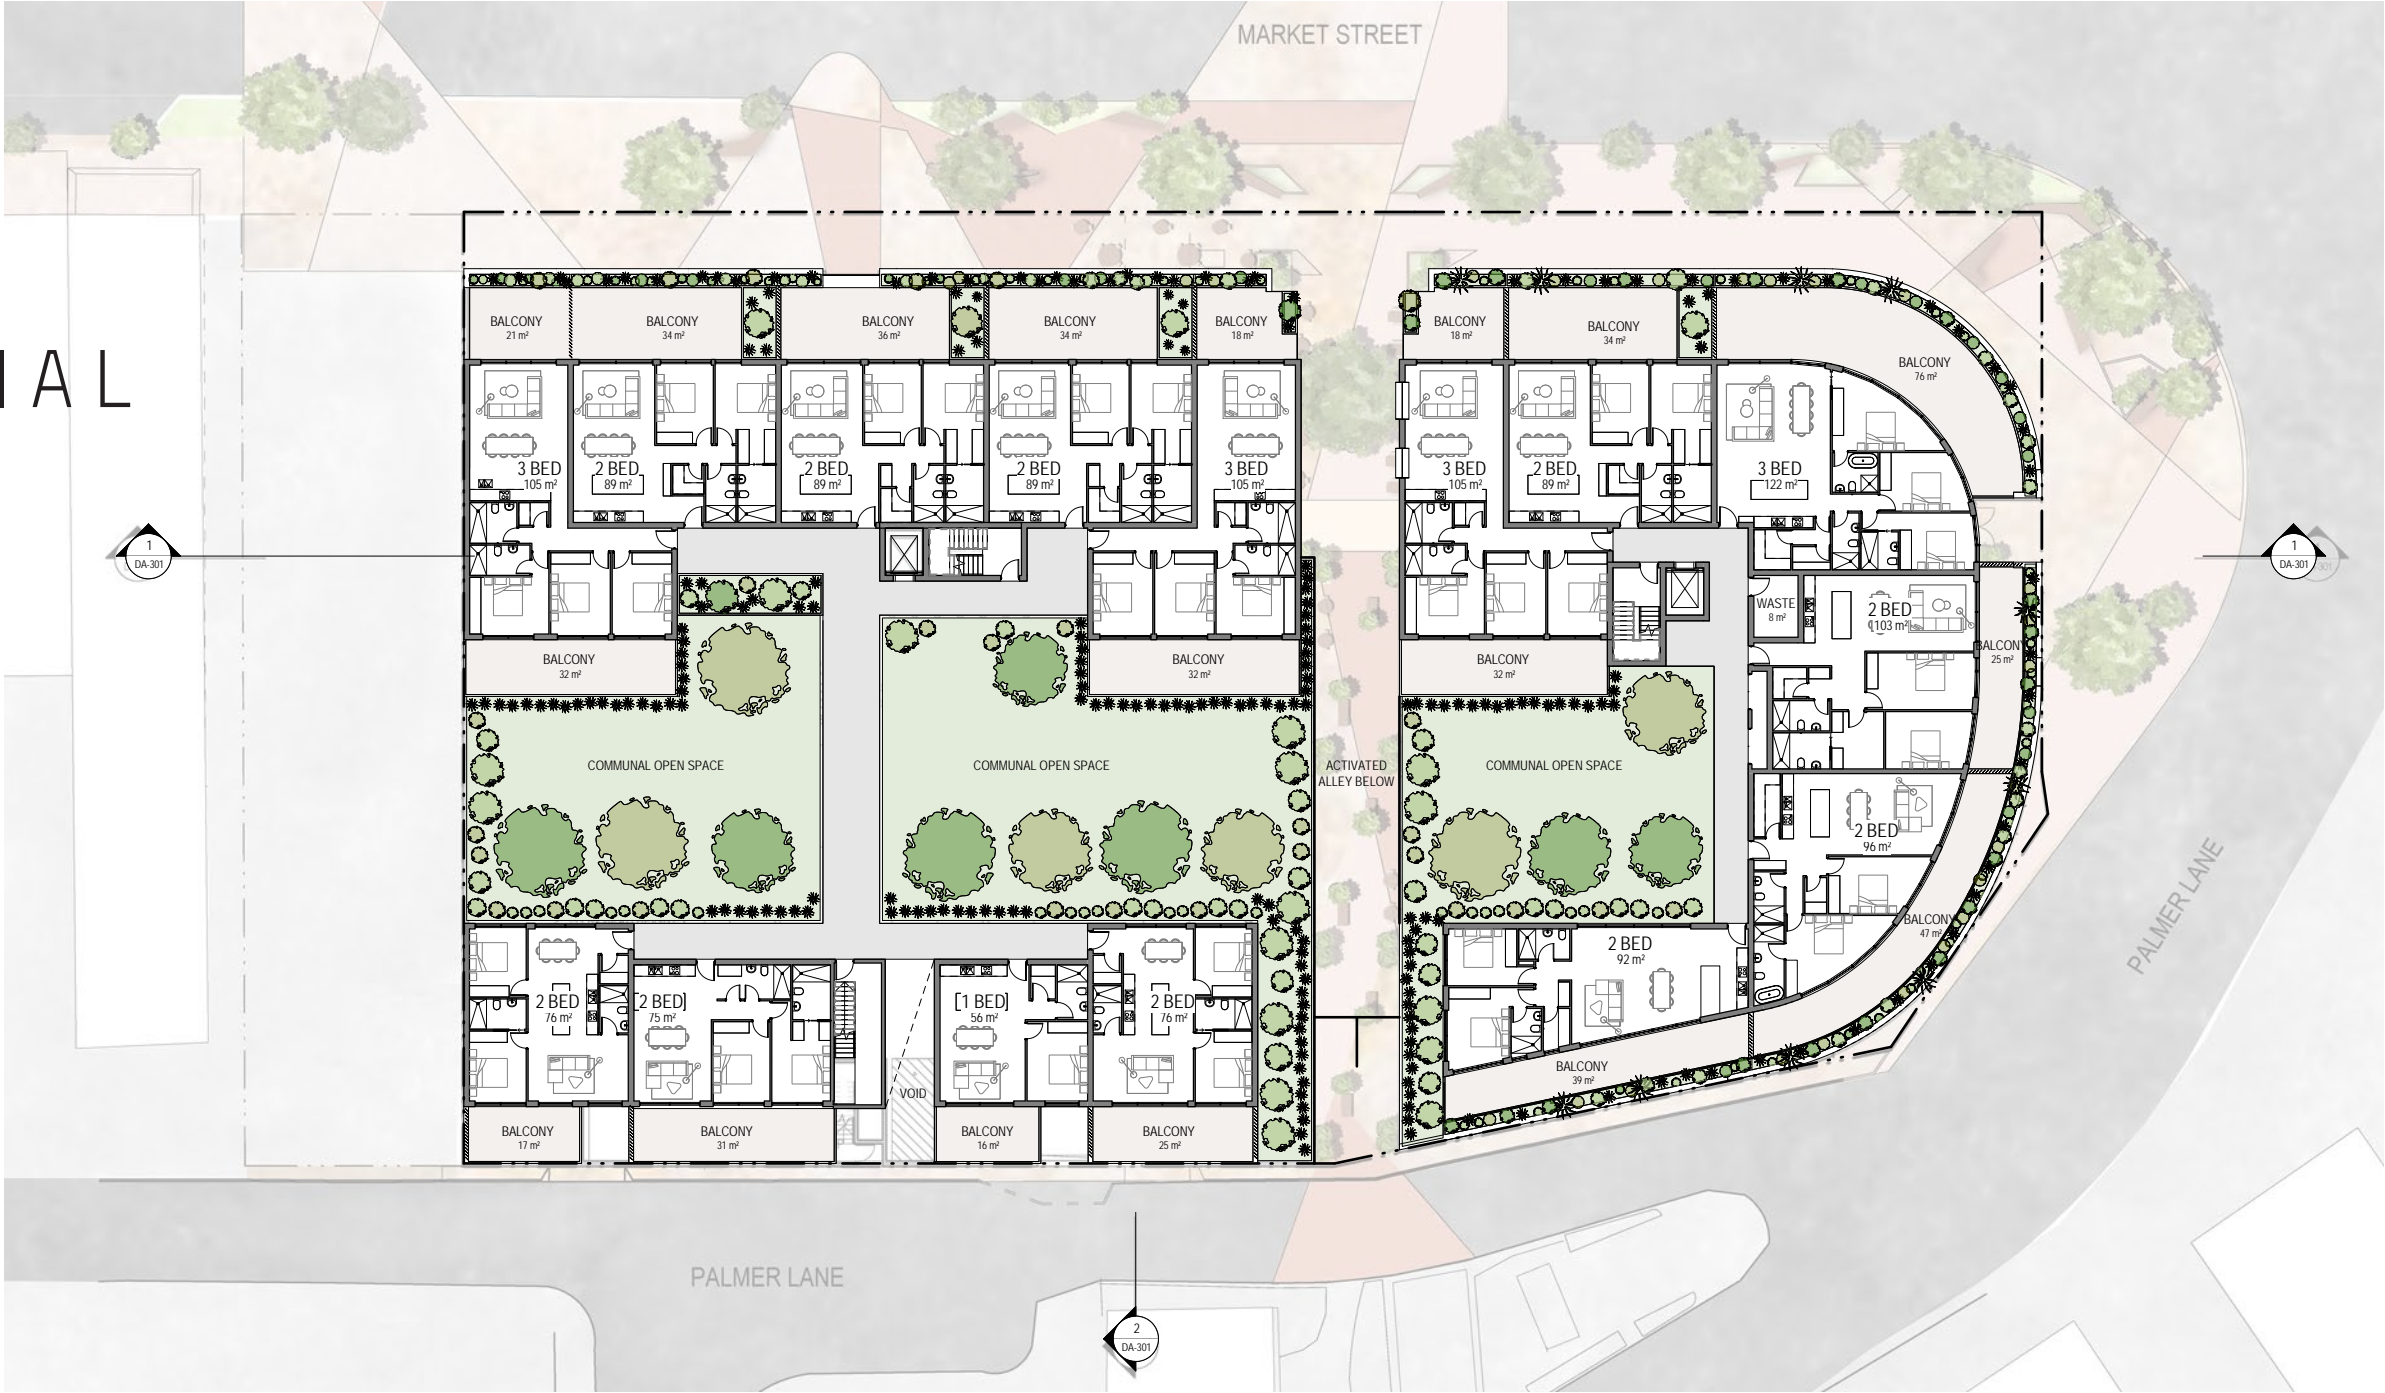 MARKET STREET
IAL
BALCONY
21 m²
BALCONY
34 m²
BALCONY
36 m²
BALCONY
34 m²
BALCONY
18 m²
BALCONY
18 m²
BALCONY
34 m²
BALCONY
76 m²
3 BED
105 m²
2 BED
89 m²
2 BED
89 m²
2 BED
89 m²
3 BED
105 m²
3 BED
105 m²
2 BED
89 m²
3 BED
122 m²
1
DA-301
1
DA-301
WASTE
8 m²
2 BED
103 m²
BALCONY
25 m²
BALCONY
32 m²
BALCONY
32 m²
BALCONY
32 m²
COMMUNAL OPEN SPACE
COMMUNAL OPEN SPACE
ACTIVATED
ALLEY BELOW
COMMUNAL OPEN SPACE
2 BED
96 m²
BALCONY
47 m²
PALMER LANE
2 BED
76 m²
2 BED
75 m²
1 BED
56 m²
2 BED
76 m²
2 BED
92 m²
VOID
BALCONY
39 m²
BALCONY
17 m²
BALCONY
31 m²
BALCONY
16 m²
BALCONY
25 m²
PALMER LANE
2
DA-301